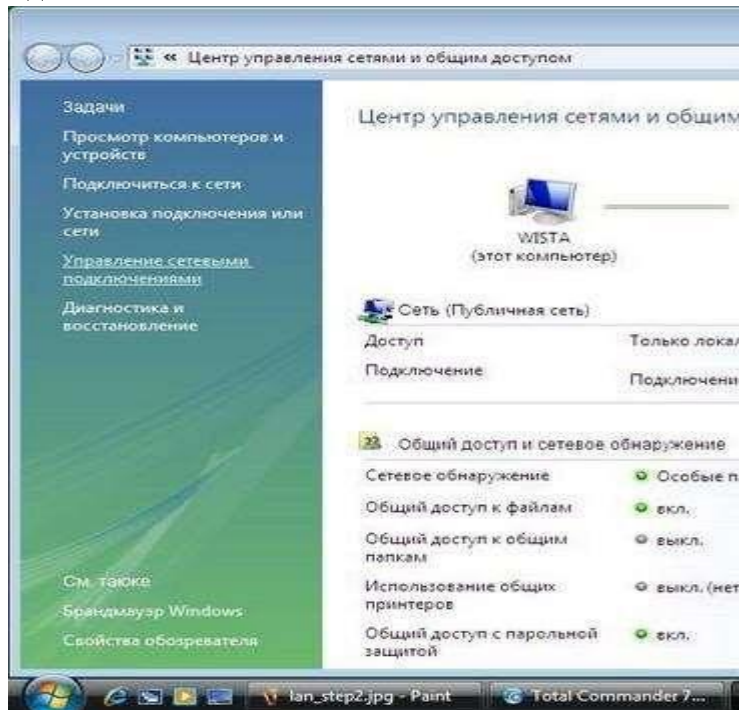 « Центр управления сетями и общим доступом
Задачи
Просмотр компьютеров и
устройств
Подключиться к сети
Установка подключения или
сети
Управление сетевыми
подключениями
Диагностика и
восстановление
См. также
Брандмауэр Windows
Свойства обозревателя
Центр управления сетями и общим
WISTA
(этот компьютер)
Сеть (Публичная сеть)
Доступ Только лока
Подключение Подключени
Общий доступ и сетевое обнаружение
Сетевое обнаружение Особые п
Общий доступ к файлам вкл.
Общий доступ к общим
папкам выкл.
Использование общих
принтеров выкл. (нет
Общий доступ с парольной
защитой вкл.
lan_step2.jpg - Paint Total Commander 7...